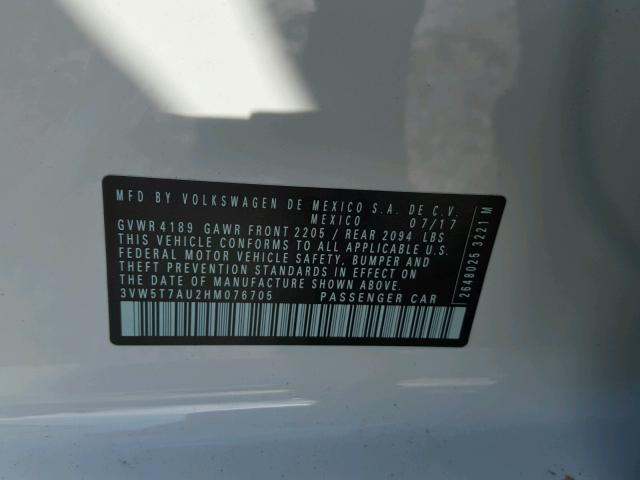 MFD BY VOLKSWAGEN DE MEXICO S.A. DE C.V.
MEXICO 07/17
GVWR 4189 GAWR FRONT 2205 / REAR 2094 LBS
THIS VEHICLE CONFORMS TO ALL APPLICABLE U.S.
FEDERAL MOTOR VEHICLE SAFETY, BUMPER AND
THEFT PREVENTION STANDARDS IN EFFECT ON
THE DATE OF MANUFACTURE SHOWN ABOVE.
3VW5T7AU2HM076705 PASSENGER CAR
2648025 3221 M